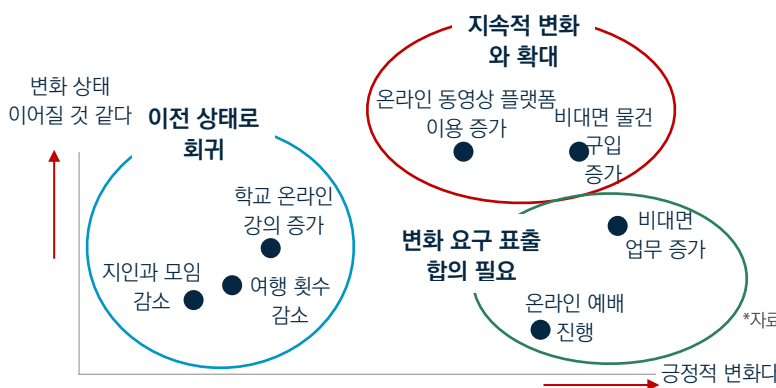 지속적 변화
와 확대
변화 상태
이어질 것 같다
이전 상태로
회귀
온라인 동영상 플랫폼
이용 증가
비대면 물건
구입
증가
학교 온라인
강의 증가
변화 요구 표출
합의 필요
비대면
업무 증가
지인과 모임
감소
여행 횟수
감소
온라인 예배
진행
*자료
긍정적 변화다